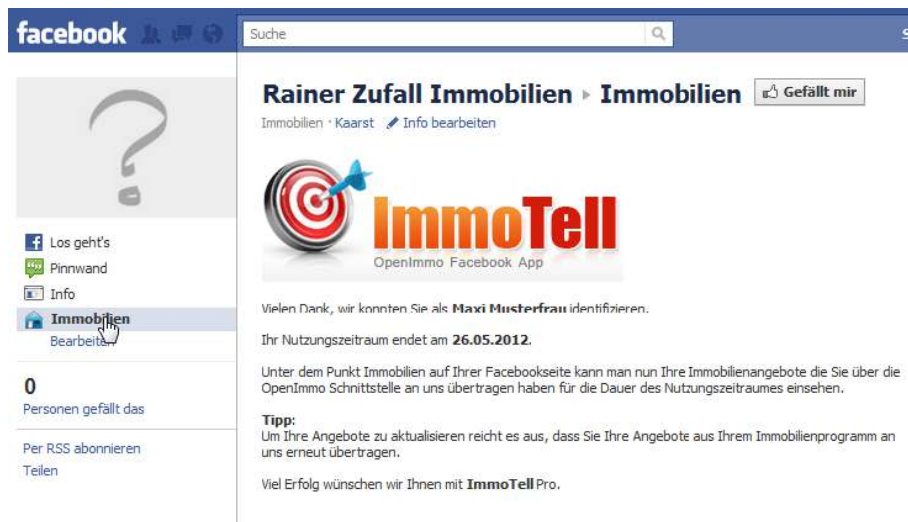 facebook
Suche
S
Rainer Zufall Immobilien ▸ Immobilien
Gefällt mir
Immobilien · Kaarst Info bearbeiten
ImmoTell
OpenImmo Facebook App
Los geht's
Pinnwand
Info
Immobilien
Bearbeiten
0
Personen gefällt das
Per RSS abonnieren
Teilen
Vielen Dank, wir konnten Sie als Maxi Musterfrau identifizieren.
Ihr Nutzungszeitraum endet am 26.05.2012.
Unter dem Punkt Immobilien auf Ihrer Facebookseite kann man nun Ihre Immobilienangebote die Sie über die
OpenImmo Schnittstelle an uns übertragen haben für die Dauer des Nutzungszeitraumes einsehen.
Tipp:
Um Ihre Angebote zu aktualisieren reicht es aus, dass Sie Ihre Angebote aus Ihrem Immobilienprogramm an
uns erneut übertragen.
Viel Erfolg wünschen wir Ihnen mit ImmoTell Pro.